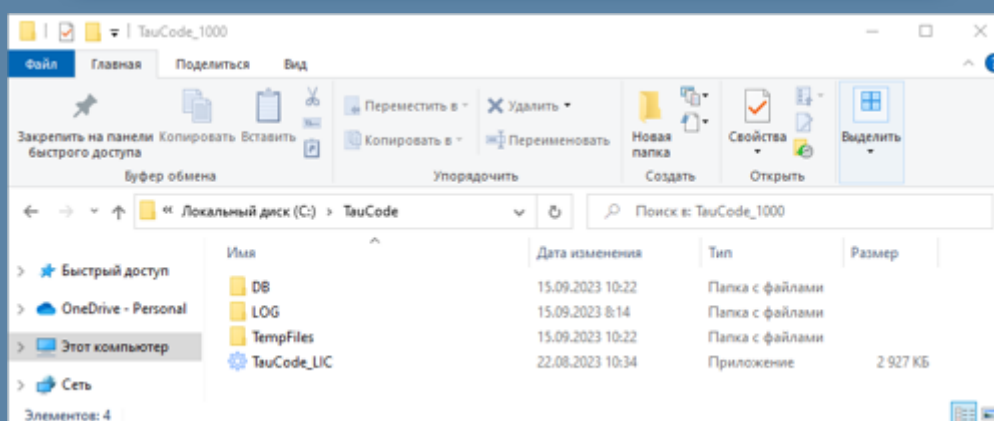 TauCode_1000
Файл Главная Поделиться Вид
Закрепить на панели быстрого доступа
Копировать
Вставить
Переместить в
Копировать в
Удалить
Переименовать
Новая папка
Свойства
Выделить
Буфер обмена Упорядочить Создать Открыть
« Локальный диск (C:) › TauCode
Поиск в: TauCode_1000
Быстрый доступ
OneDrive - Personal
Этот компьютер
Сеть
Имя Дата изменения Тип Размер
DB 15.09.2023 10:22 Папка с файлами
LOG 15.09.2023 8:14 Папка с файлами
TempFiles 15.09.2023 10:22 Папка с файлами
TauCode_LIC 22.08.2023 10:34 Приложение 2 927 КБ
Элементов: 4